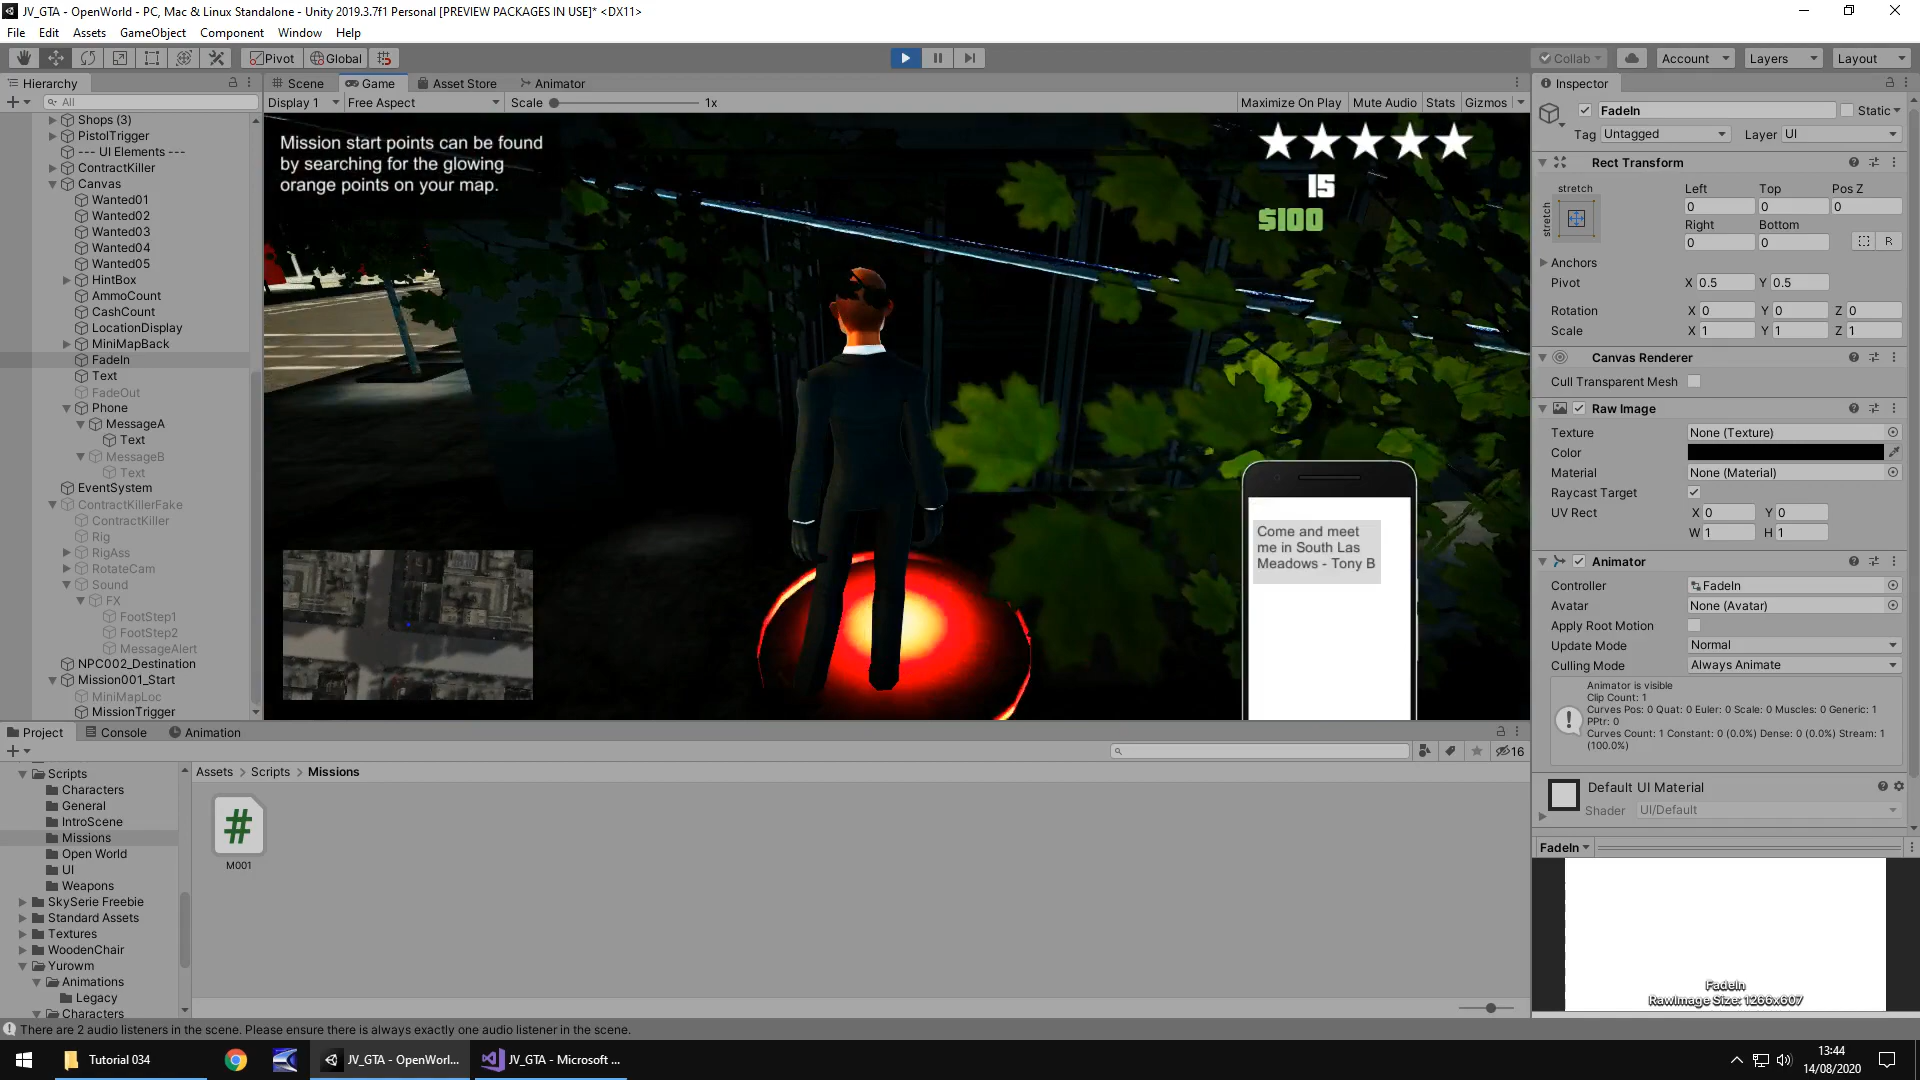 JV_GTA - OpenWorld - PC, Mac & Linux Standalone - Unity 2019.3.7f1 Personal [PREVIEW PACKAGES IN USE]* <DX11>
File Edit Assets GameObject Component Window Help
Pivot Global Collab Account Layers Layout
Hierarchy
All
Shops (3)
PistolTrigger
--- UI Elements ---
ContractKiller
Canvas
Wanted01
Wanted02
Wanted03
Wanted04
Wanted05
HintBox
AmmoCount
CashCount
LocationDisplay
MiniMapBack
FadeIn
Text
FadeOut
Phone
MessageA
Text
MessageB
Text
EventSystem
ContractKillerFake
ContractKiller
Rig
RigAss
RotateCam
Sound
FX
FootStep1
FootStep2
MessageAlert
NPC002_Destination
Mission001_Start
MiniMapLoc
MissionTrigger
Scene Game Asset Store Animator
Display 1 Free Aspect Scale 1x Maximize On Play Mute Audio Stats Gizmos
Mission start points can be found
by searching for the glowing
orange points on your map.
15
$100
Come and meet
me in South Las
Meadows - Tony B
Inspector
FadeIn Static
Tag Untagged Layer UI
Rect Transform
stretch
stretch
Left Top Pos Z
0 0 0
Right Bottom
0 0 R
Anchors
Pivot X 0.5 Y 0.5
Rotation X 0 Y 0 Z 0
Scale X 1 Y 1 Z 1
Canvas Renderer
Cull Transparent Mesh
Raw Image
Texture None (Texture)
Color
Material None (Material)
Raycast Target
UV Rect X 0 Y 0
W 1 H 1
Animator
Controller FadeIn
Avatar None (Avatar)
Apply Root Motion
Update Mode Normal
Culling Mode Always Animate
Animator is visible
Clip Count: 1
Curves Pos: 0 Quat: 0 Euler: 0 Scale: 0 Muscles: 0 Generic: 1
PPtr: 0
Curves Count: 1 Constant: 0 (0.0%) Dense: 0 (0.0%) Stream: 1
(100.0%)
Default UI Material
Shader UI/Default
FadeIn
FadeIn
RawImage Size: 1266x607
Project Console Animation
16
Scripts
Characters
General
IntroScene
Missions
Open World
UI
Weapons
SkySerie Freebie
Standard Assets
Textures
WoodenChair
Yurowm
Animations
Legacy
Characters
Assets > Scripts > Missions
#
M001
There are 2 audio listeners in the scene. Please ensure there is always exactly one audio listener in the scene.
Tutorial 034
JV_GTA - OpenWorl...
JV_GTA - Microsoft ...
13:44
14/08/2020